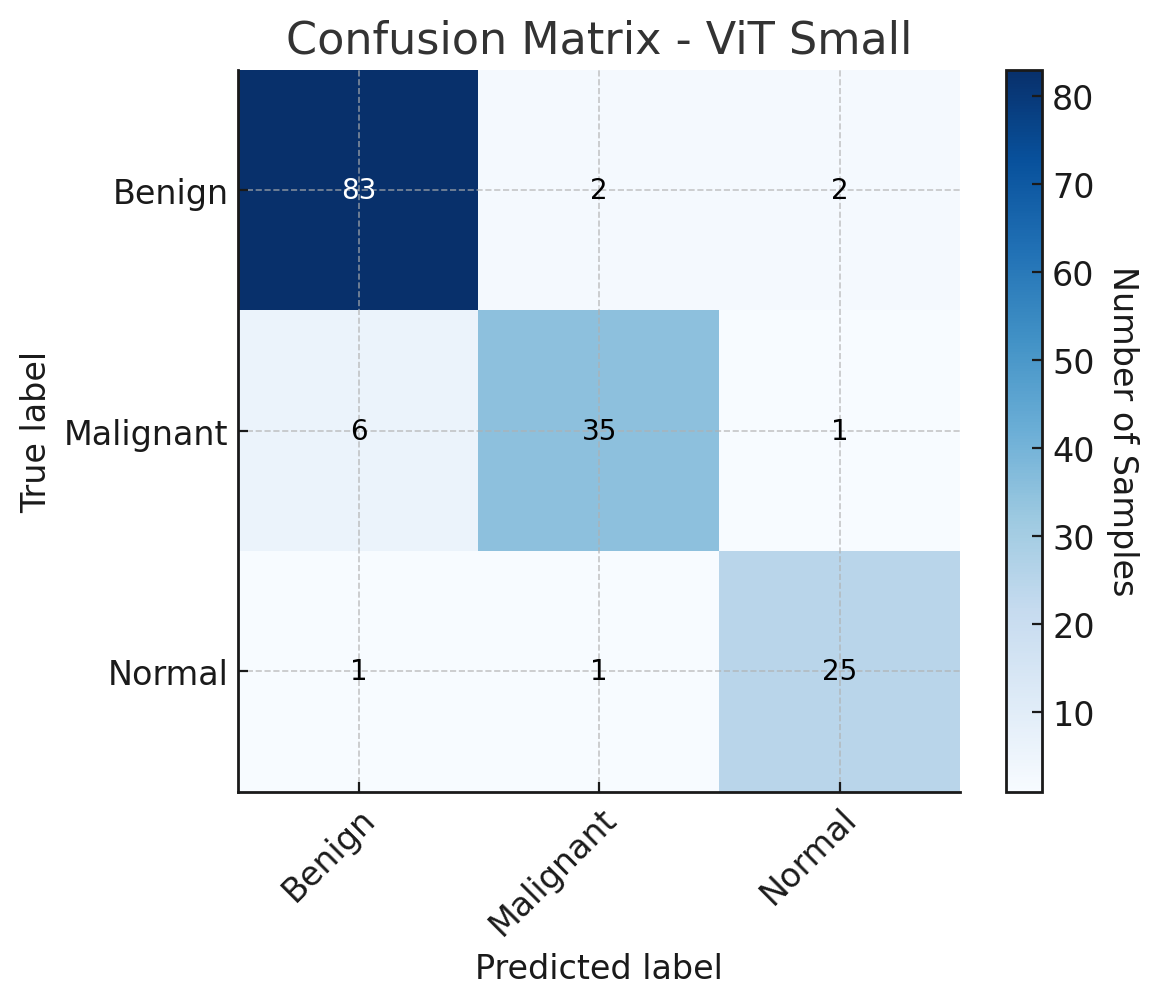 Confusion Matrix - ViT Small
True label
Benign
83
2
2
Malignant
6
35
1
Normal
1
1
25
Benign
Malignant
Normal
Predicted label
80
70
60
50
40
30
20
10
Number of Samples